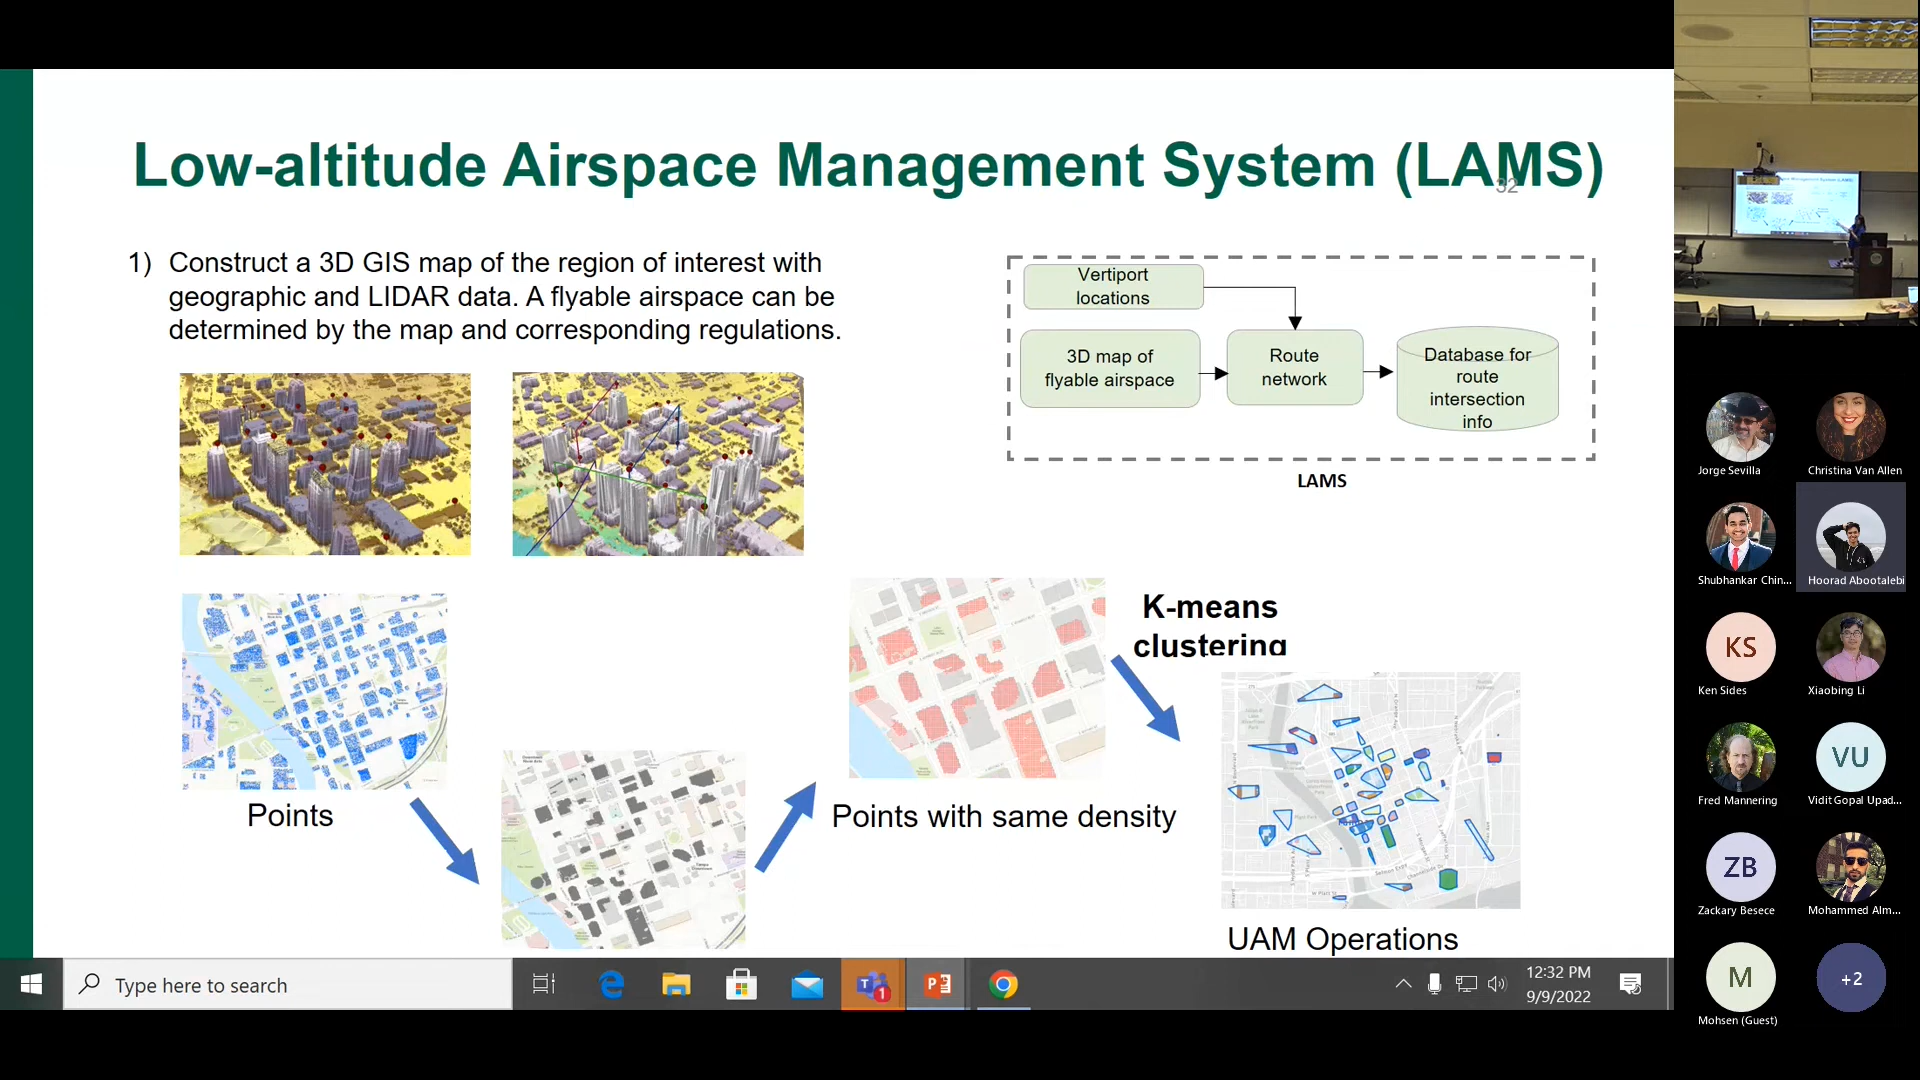 Low-altitude Airspace Management System (LAMS)
32
1) Construct a 3D GIS map of the region of interest with
geographic and LIDAR data. A flyable airspace can be
determined by the map and corresponding regulations.
Vertiport
locations
3D map of
flyable airspace
Route
network
Database for
route
intersection
info
LAMS
Points
Points with same density
K-means
clustering
UAM Operations
Type here to search
1
12:32 PM
9/9/2022
Jorge Sevilla
Christina Van Allen
Shubhankar Chin...
Hoorad Abootalebi
KS
Ken Sides
Xiaobing Li
Fred Mannering
VU
Vidit Gopal Upad...
ZB
Zackary Besece
Mohammed Alm...
M
Mohsen (Guest)
+2